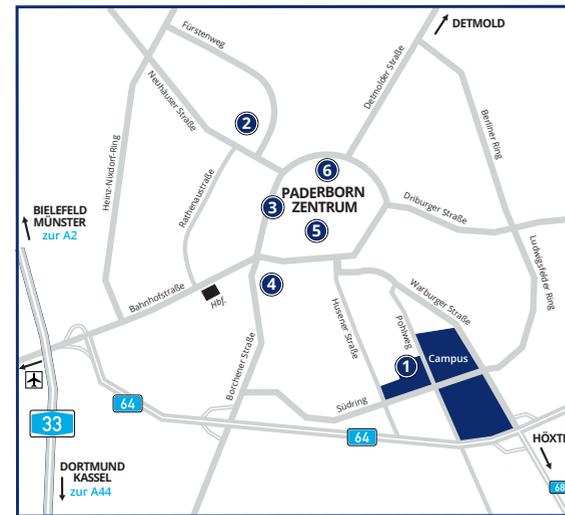 DETMOLD
Fürstenweg
Neuhäuser Straße
Detmolder Straße
Berliner Ring
Heinz-Nixdorf-Ring
2
6
Rathenaustraße
PADERBORN
ZENTRUM
3
Driburger Straße
5
BIELEFELD
MÜNSTER
zur A2
Ludwigsfelder Ring
4
Bahnhofstraße
Hbf.
Warburger Straße
Husener Straße
Pohlweg
Borchener Straße
Campus
1
64
Südring
33
64
HÖXT
DORTMUND
KASSEL
zur A44
68